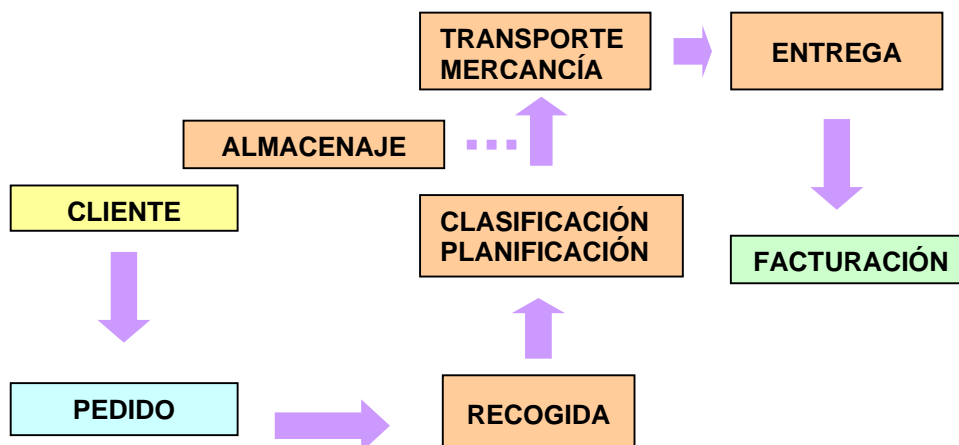 TRANSPORTE
MERCANCÍA
ENTREGA
ALMACENAJE
CLIENTE
CLASIFICACIÓN
PLANIFICACIÓN
FACTURACIÓN
PEDIDO
RECOGIDA